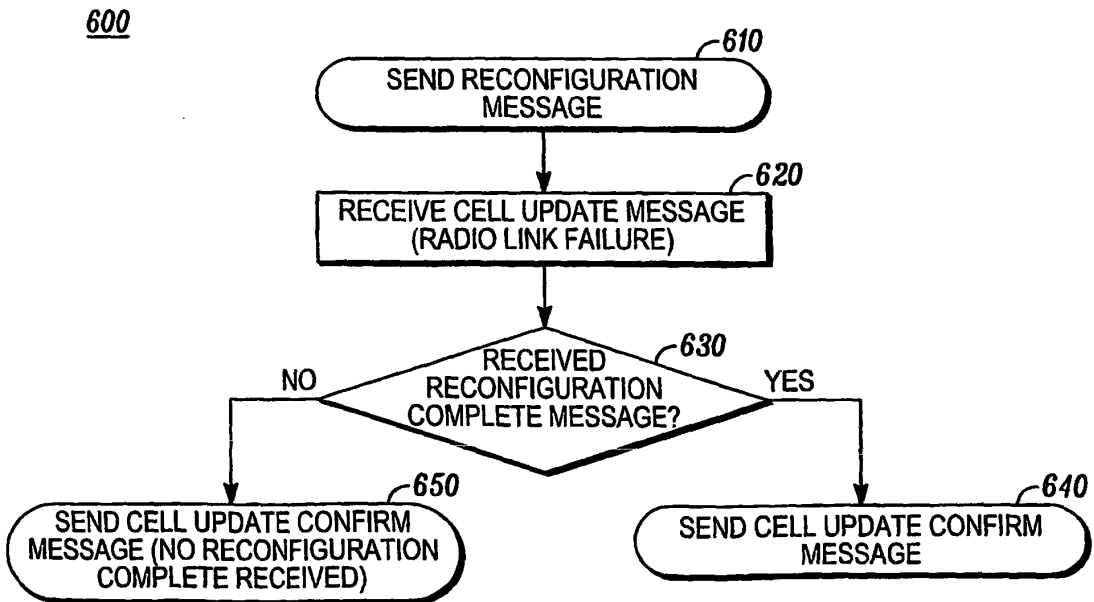 600
610
SEND RECONFIGURATION
MESSAGE
620
RECEIVE CELL UPDATE MESSAGE
(RADIO LINK FAILURE)
630
RECEIVED
RECONFIGURATION
COMPLETE MESSAGE?
NO
YES
650
SEND CELL UPDATE CONFIRM
MESSAGE (NO RECONFIGURATION
COMPLETE RECEIVED)
640
SEND CELL UPDATE CONFIRM
MESSAGE